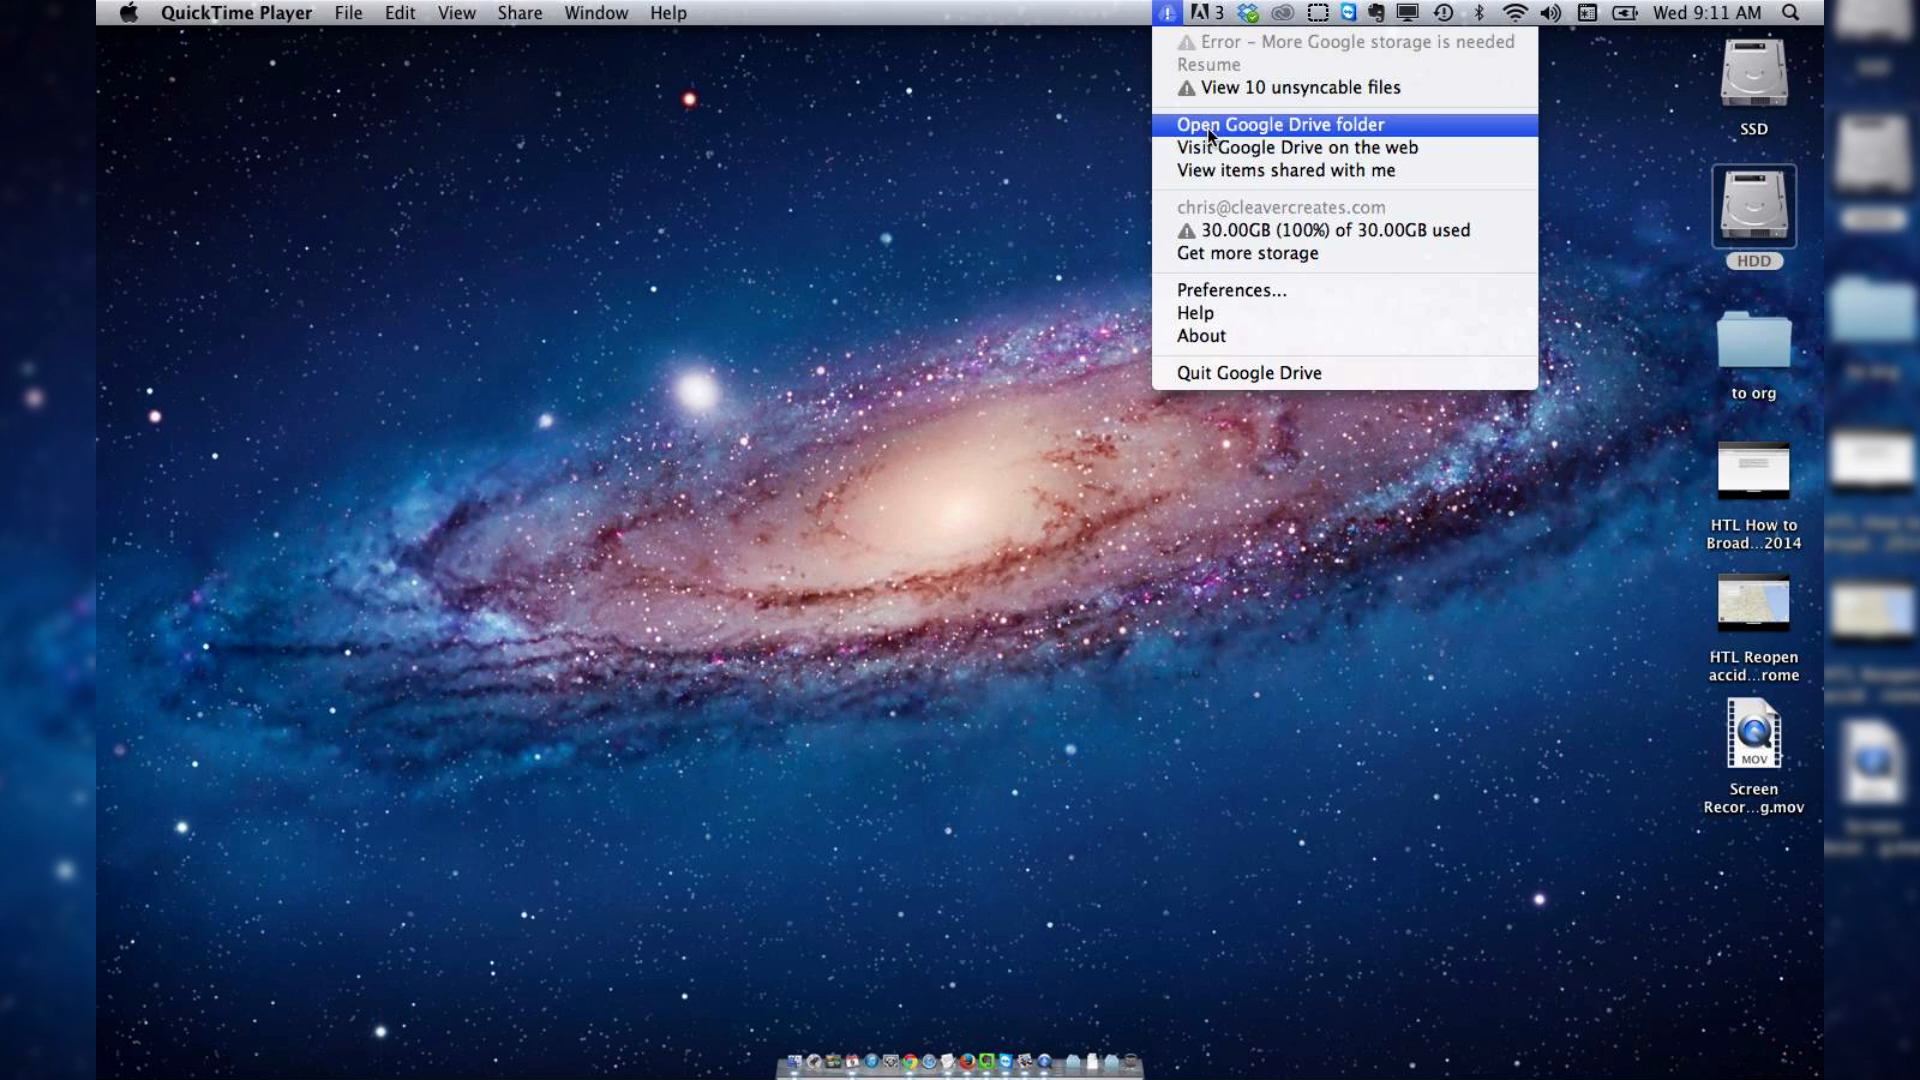 QuickTime Player File Edit View Share Window Help 3 Wed 9:11 AM
Error – More Google storage is needed
Resume
View 10 unsyncable files
Open Google Drive folder
Visit Google Drive on the web
View items shared with me
chris@cleavercreates.com
30.00GB (100%) of 30.00GB used
Get more storage
Preferences...
Help
About
Quit Google Drive
SSD
HDD
to org
HTL How to
Broad...2014
HTL Reopen
accid...rome
MOV
Screen
Recor...g.mov